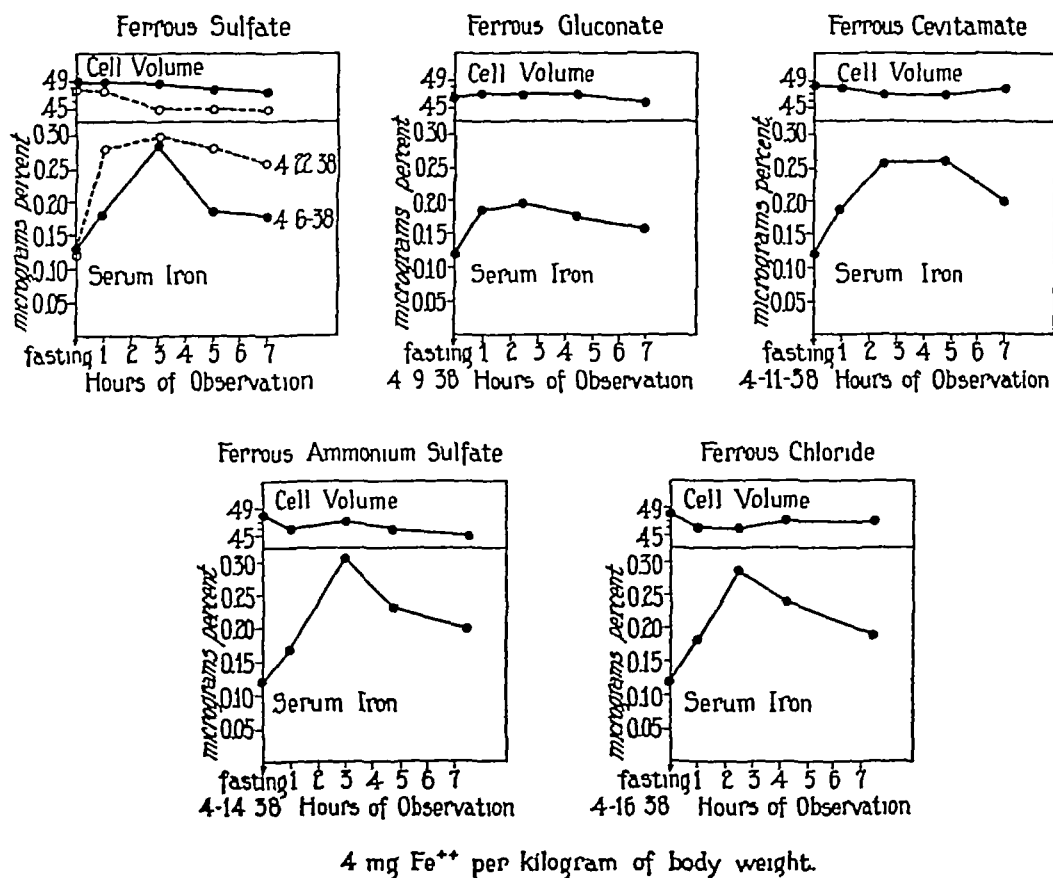 Ferrous Sulfate
Cell Volume
.49
.45
micrograms percent
0.30
0.25
0.20
0.15
0.10
0.05
4 22 38
4 6-38
Serum Iron
fasting 1 2 3 4 5 6 7
Hours of Observation
Ferrous Gluconate
Cell Volume
.49
.45
micrograms percent
0.30
0.25
0.20
0.15
0.10
0.05
Serum Iron
fasting 1 2 3 4 5 6 7
4 9 38 Hours of Observation
Ferrous Cevitamate
Cell Volume
.49
.45
micrograms percent
0.30
0.25
0.20
0.15
0.10
0.05
Serum Iron
fasting 1 2 3 4 5 6 7
4-11-38 Hours of Observation
Ferrous Ammonium Sulfate
Cell Volume
.49
.45
micrograms percent
0.30
0.25
0.20
0.15
0.10
0.05
Serum Iron
fasting 1 2 3 4 5 6 7
4-14 38 Hours of Observation
Ferrous Chloride
Cell Volume
.49
.45
micrograms percent
0.30
0.25
0.20
0.15
0.10
0.05
Serum Iron
fasting 1 2 3 4 5 6 7
4-16 38 Hours of Observation
4 mg Fe⁺⁺ per kilogram of body weight.